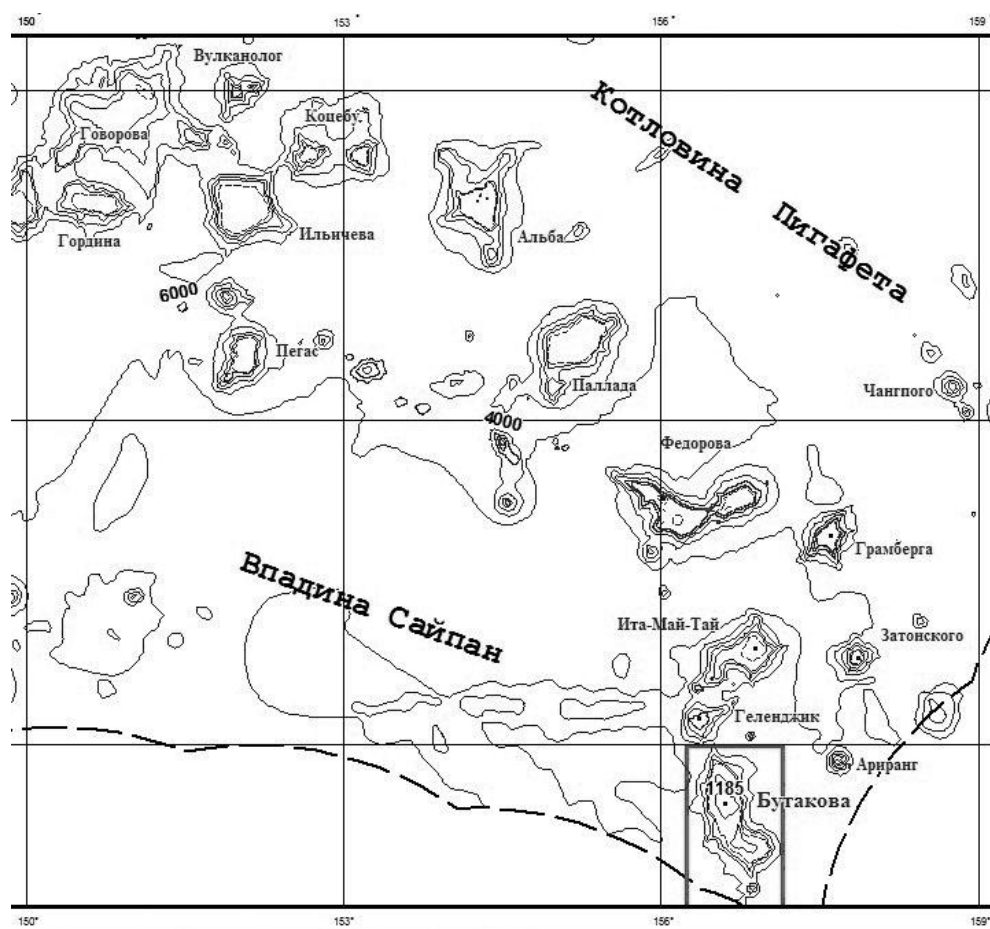 150°
153°
156°
159°
Вулканолог
Котловина Пигафета
Коцебу
Говорова
Гордина
Ильичева
Альба
6000
Пегас
Паллада
Чангпого
4000
Федорова
Грамберга
Впадина Сайпан
Ита-Май-Тай
Затонского
Геленджик
Ариранг
1185
Бутакова
150°
153°
156°
159°